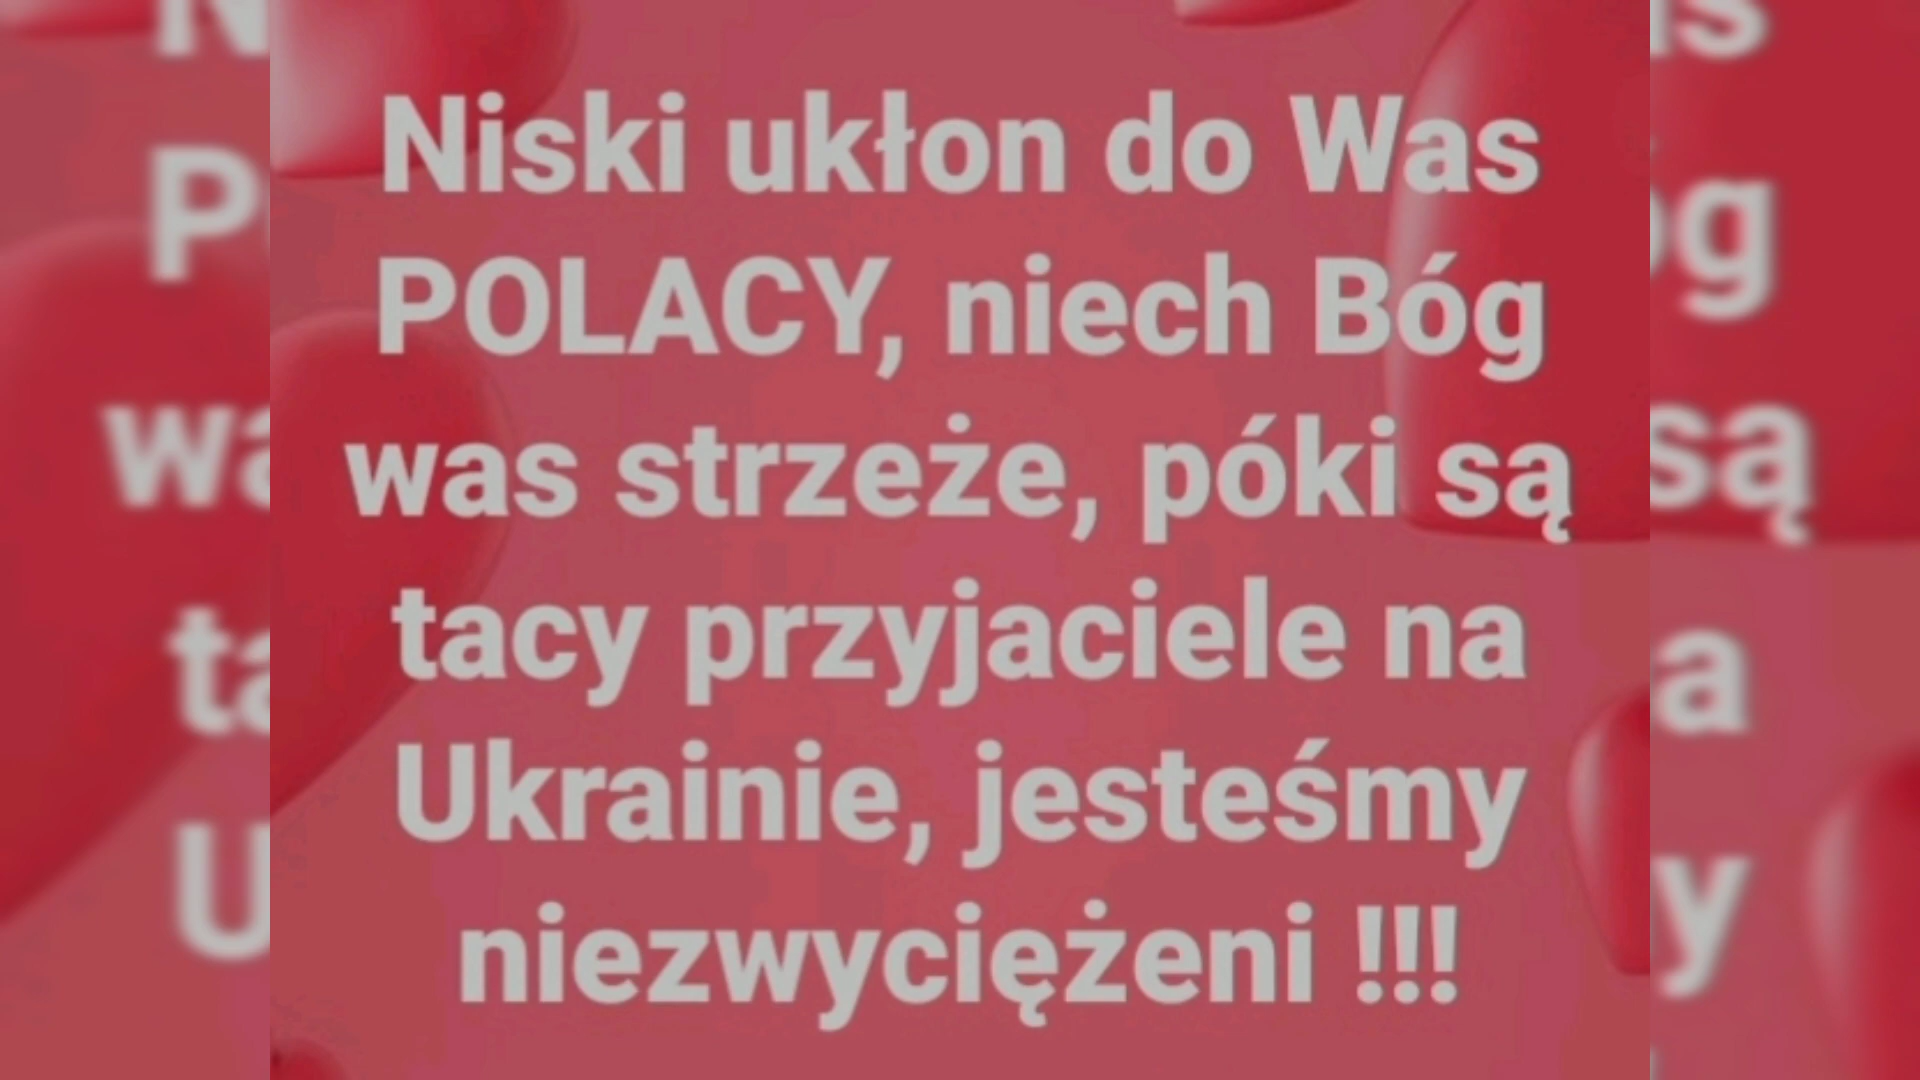 Niski ukłon do Was
POLACY, niech Bóg
was strzeże, póki są
tacy przyjaciele na
Ukrainie, jesteśmy
niezwyciężeni !!!